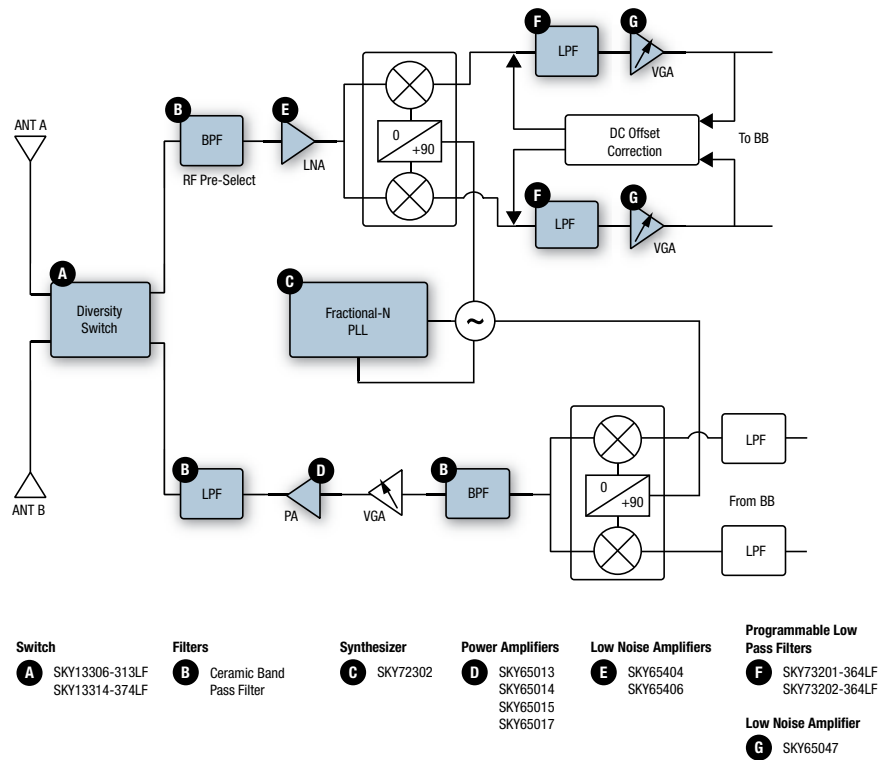 F
G
LPF
VGA
B
E
ANT A
BPF
RF Pre-Select
LNA
0
+90
DC Offset
Correction
To BB
F
G
LPF
VGA
A
Diversity
Switch
C
Fractional-N
PLL
~
B
D
B
LPF
PA
VGA
BPF
ANT B
0
+90
LPF
From BB
LPF
Switch
A SKY13306-313LF
SKY13314-374LF
Filters
B Ceramic Band
Pass Filter
Synthesizer
C SKY72302
Power Amplifiers
D SKY65013
SKY65014
SKY65015
SKY65017
Low Noise Amplifiers
E SKY65404
SKY65406
Programmable Low
Pass Filters
F SKY73201-364LF
SKY73202-364LF
Low Noise Amplifier
G SKY65047